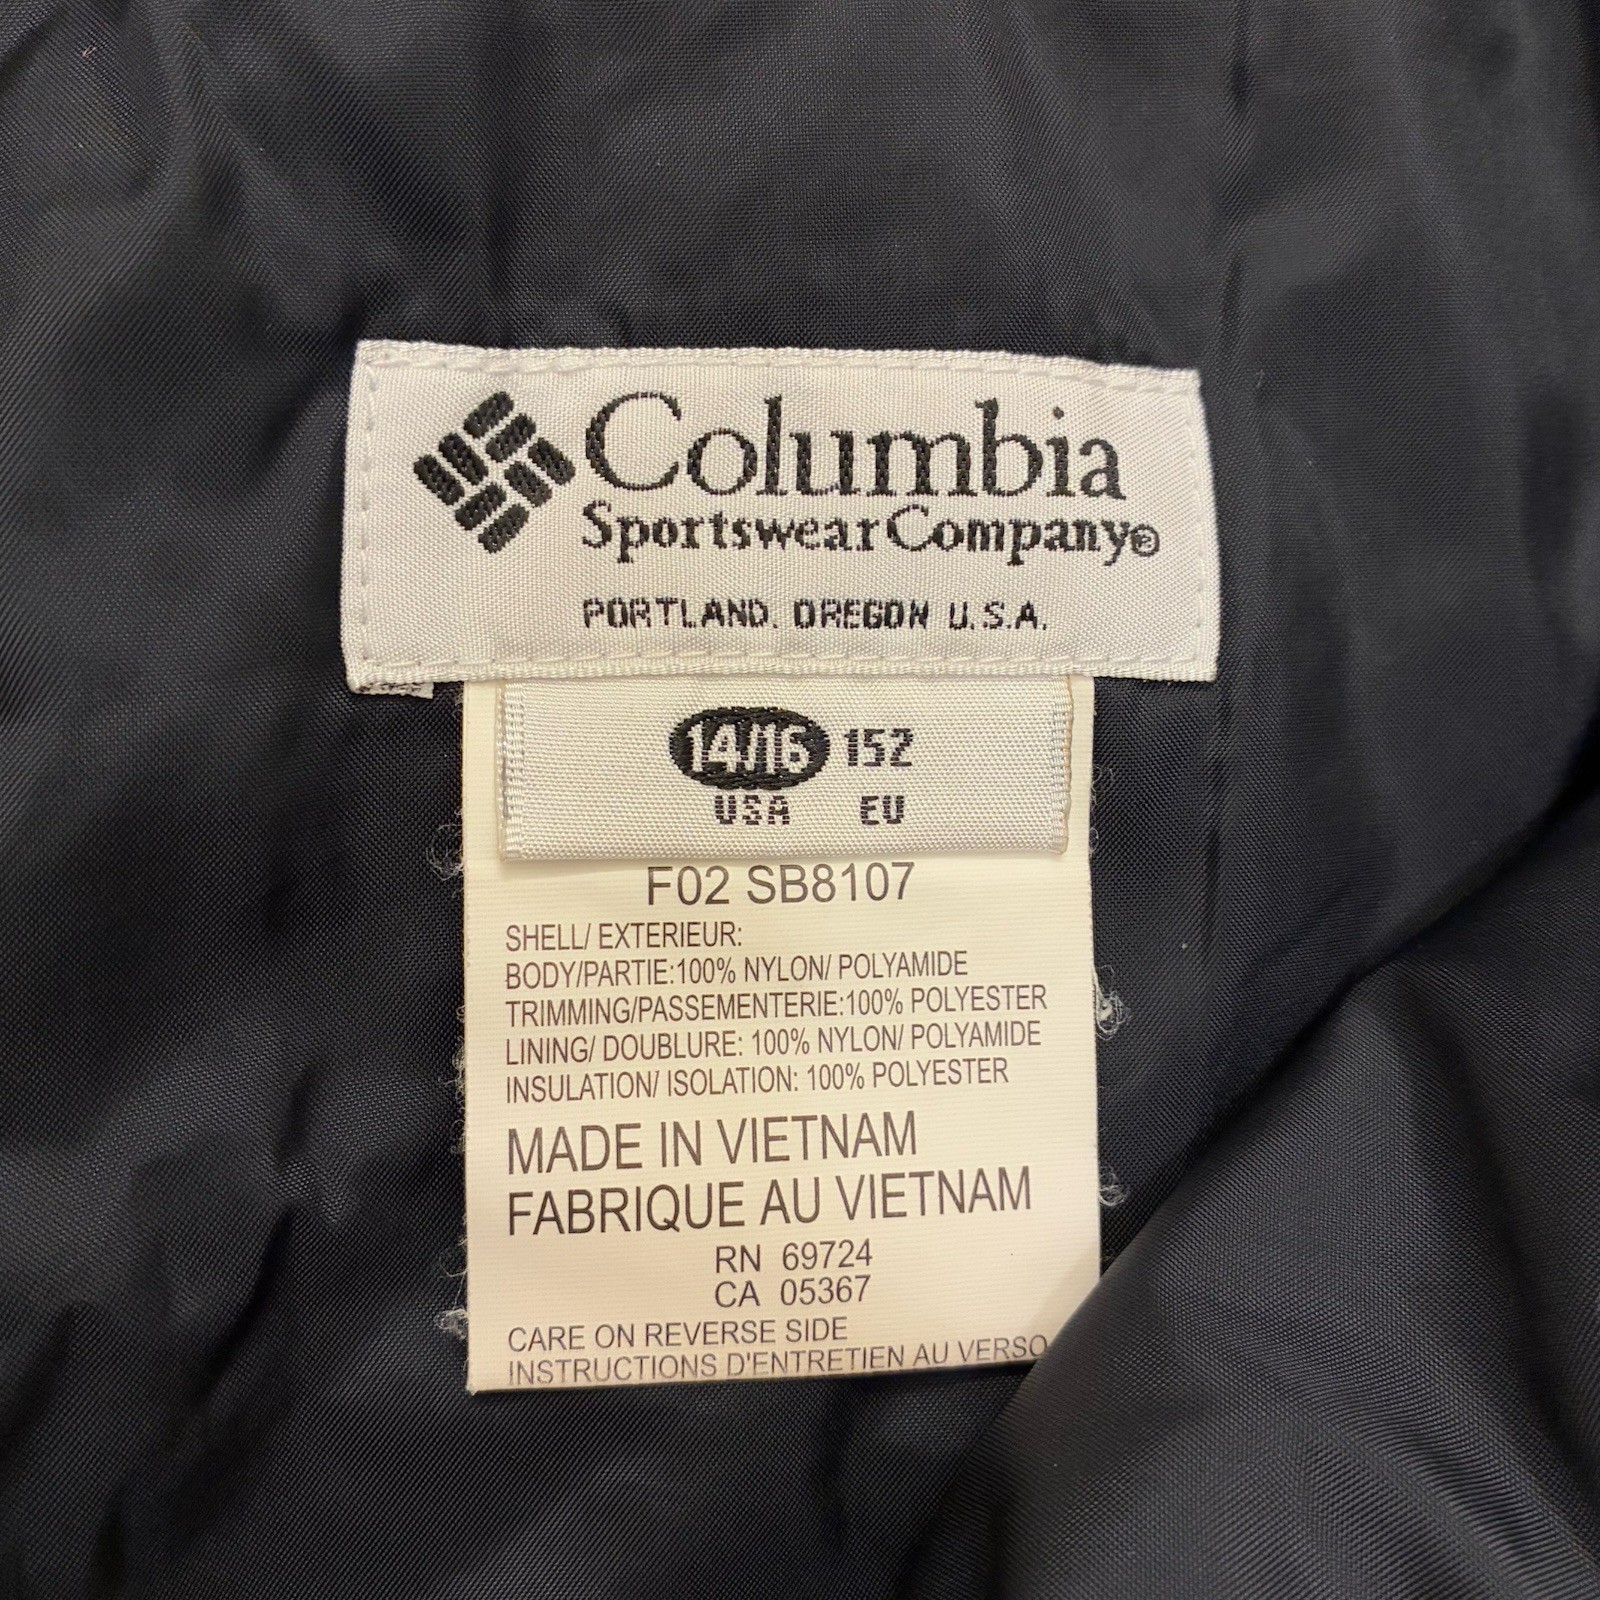 Columbia
Sportswear Company®
PORTLAND, OREGON U.S.A.
14/16 152
USA EU
F02 SB8107
SHELL/ EXTERIEUR:
BODY/PARTIE:100% NYLON/ POLYAMIDE
TRIMMING/PASSEMENTERIE:100% POLYESTER
LINING/ DOUBLURE: 100% NYLON/ POLYAMIDE
INSULATION/ ISOLATION: 100% POLYESTER
MADE IN VIETNAM
FABRIQUE AU VIETNAM
RN 69724
CA 05367
CARE ON REVERSE SIDE
INSTRUCTIONS D'ENTRETIEN AU VERSO